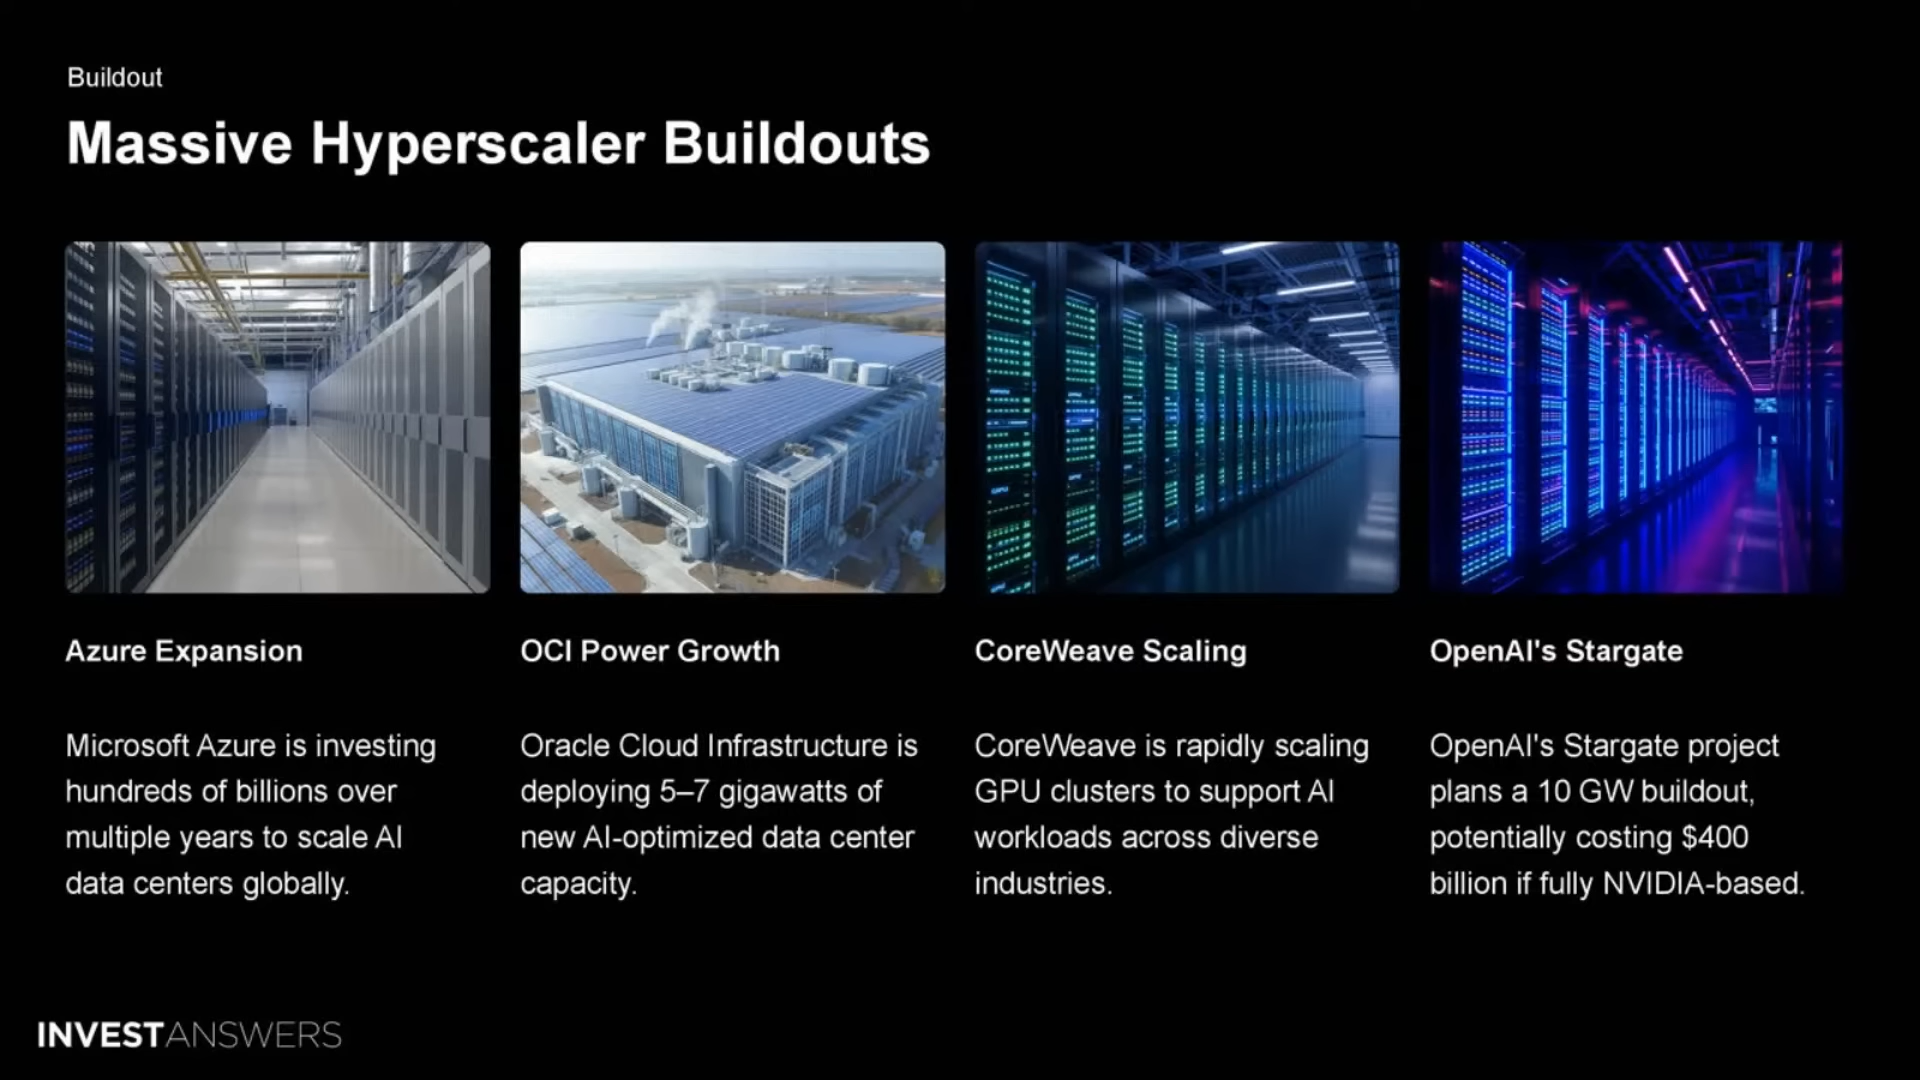 Buildout
Massive Hyperscaler Buildouts
Azure Expansion
Microsoft Azure is investing
hundreds of billions over
multiple years to scale AI
data centers globally.
OCI Power Growth
Oracle Cloud Infrastructure is
deploying 5–7 gigawatts of
new AI-optimized data center
capacity.
CoreWeave Scaling
CoreWeave is rapidly scaling
GPU clusters to support AI
workloads across diverse
industries.
OpenAI's Stargate
OpenAI's Stargate project
plans a 10 GW buildout,
potentially costing $400
billion if fully NVIDIA-based.
INVESTANSWERS